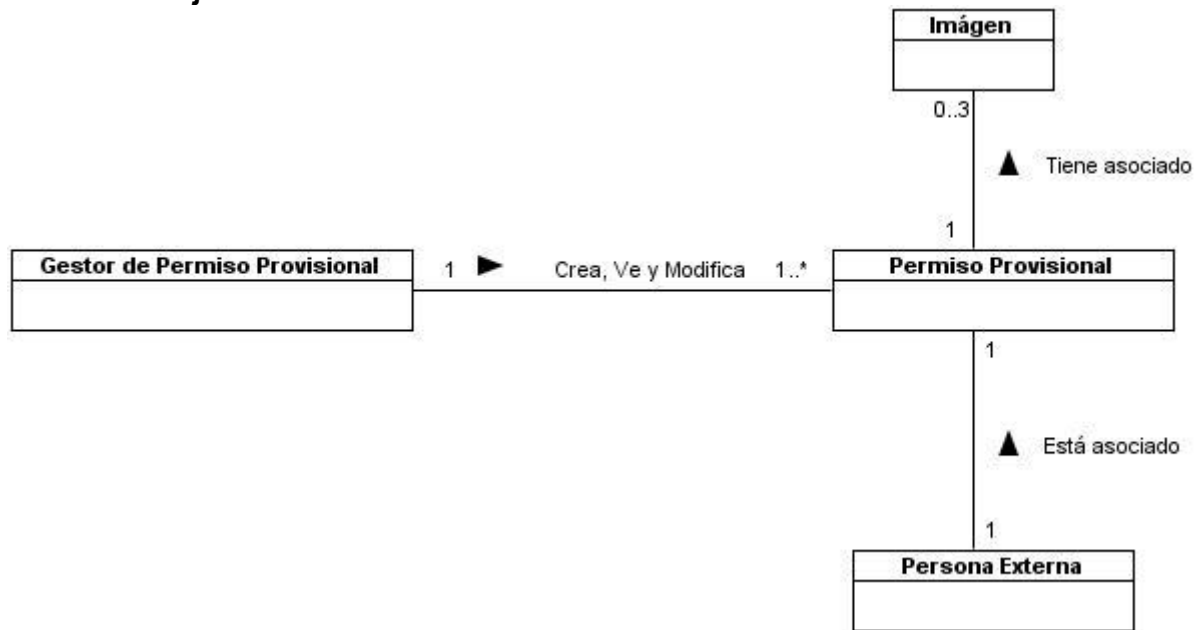 Imágen
0..3
Tiene asociado
1
Gestor de Permiso Provisional
1 Crea, Ve y Modifica 1..*
Permiso Provisional
1
Está asociado
1
Persona Externa